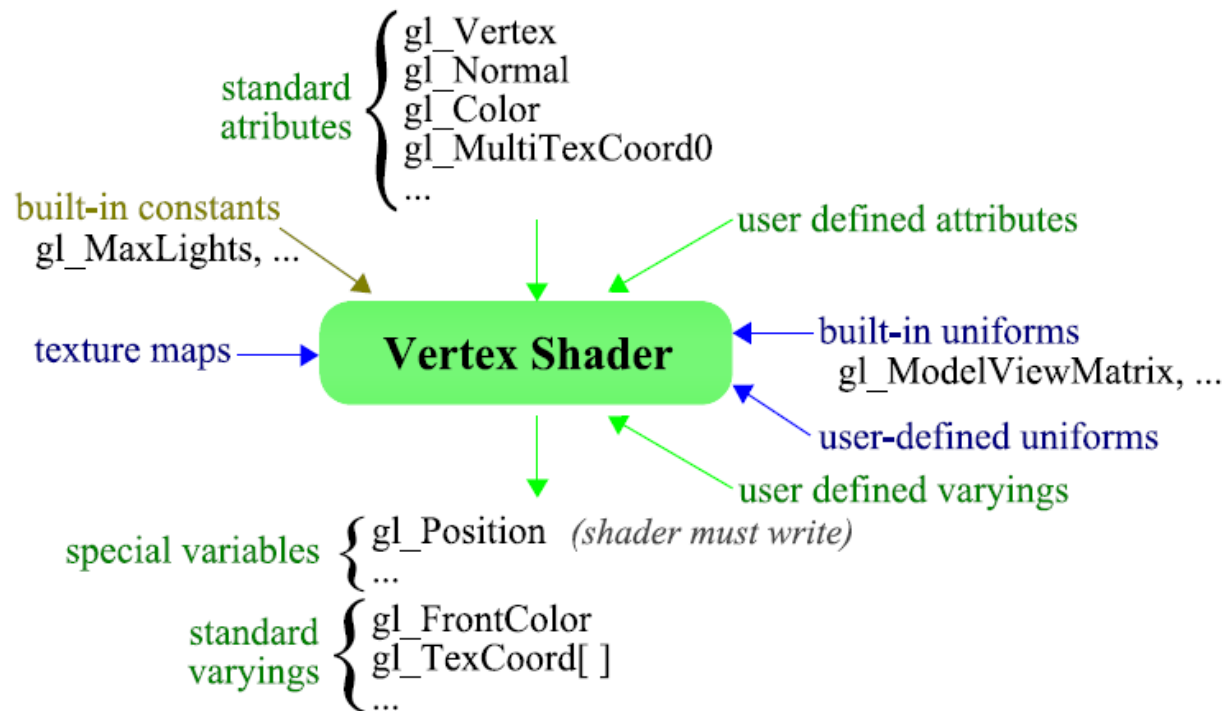 gl_Vertex
gl_Normal
gl_Color
gl_MultiTexCoord0
...
standard
atributes
built-in constants
gl_MaxLights, ...
user defined attributes
texture maps
Vertex Shader
built-in uniforms
gl_ModelViewMatrix, ...
user-defined uniforms
user defined varyings
special variables
gl_Position (shader must write)
...
standard
varyings
gl_FrontColor
gl_TexCoord[ ]
...